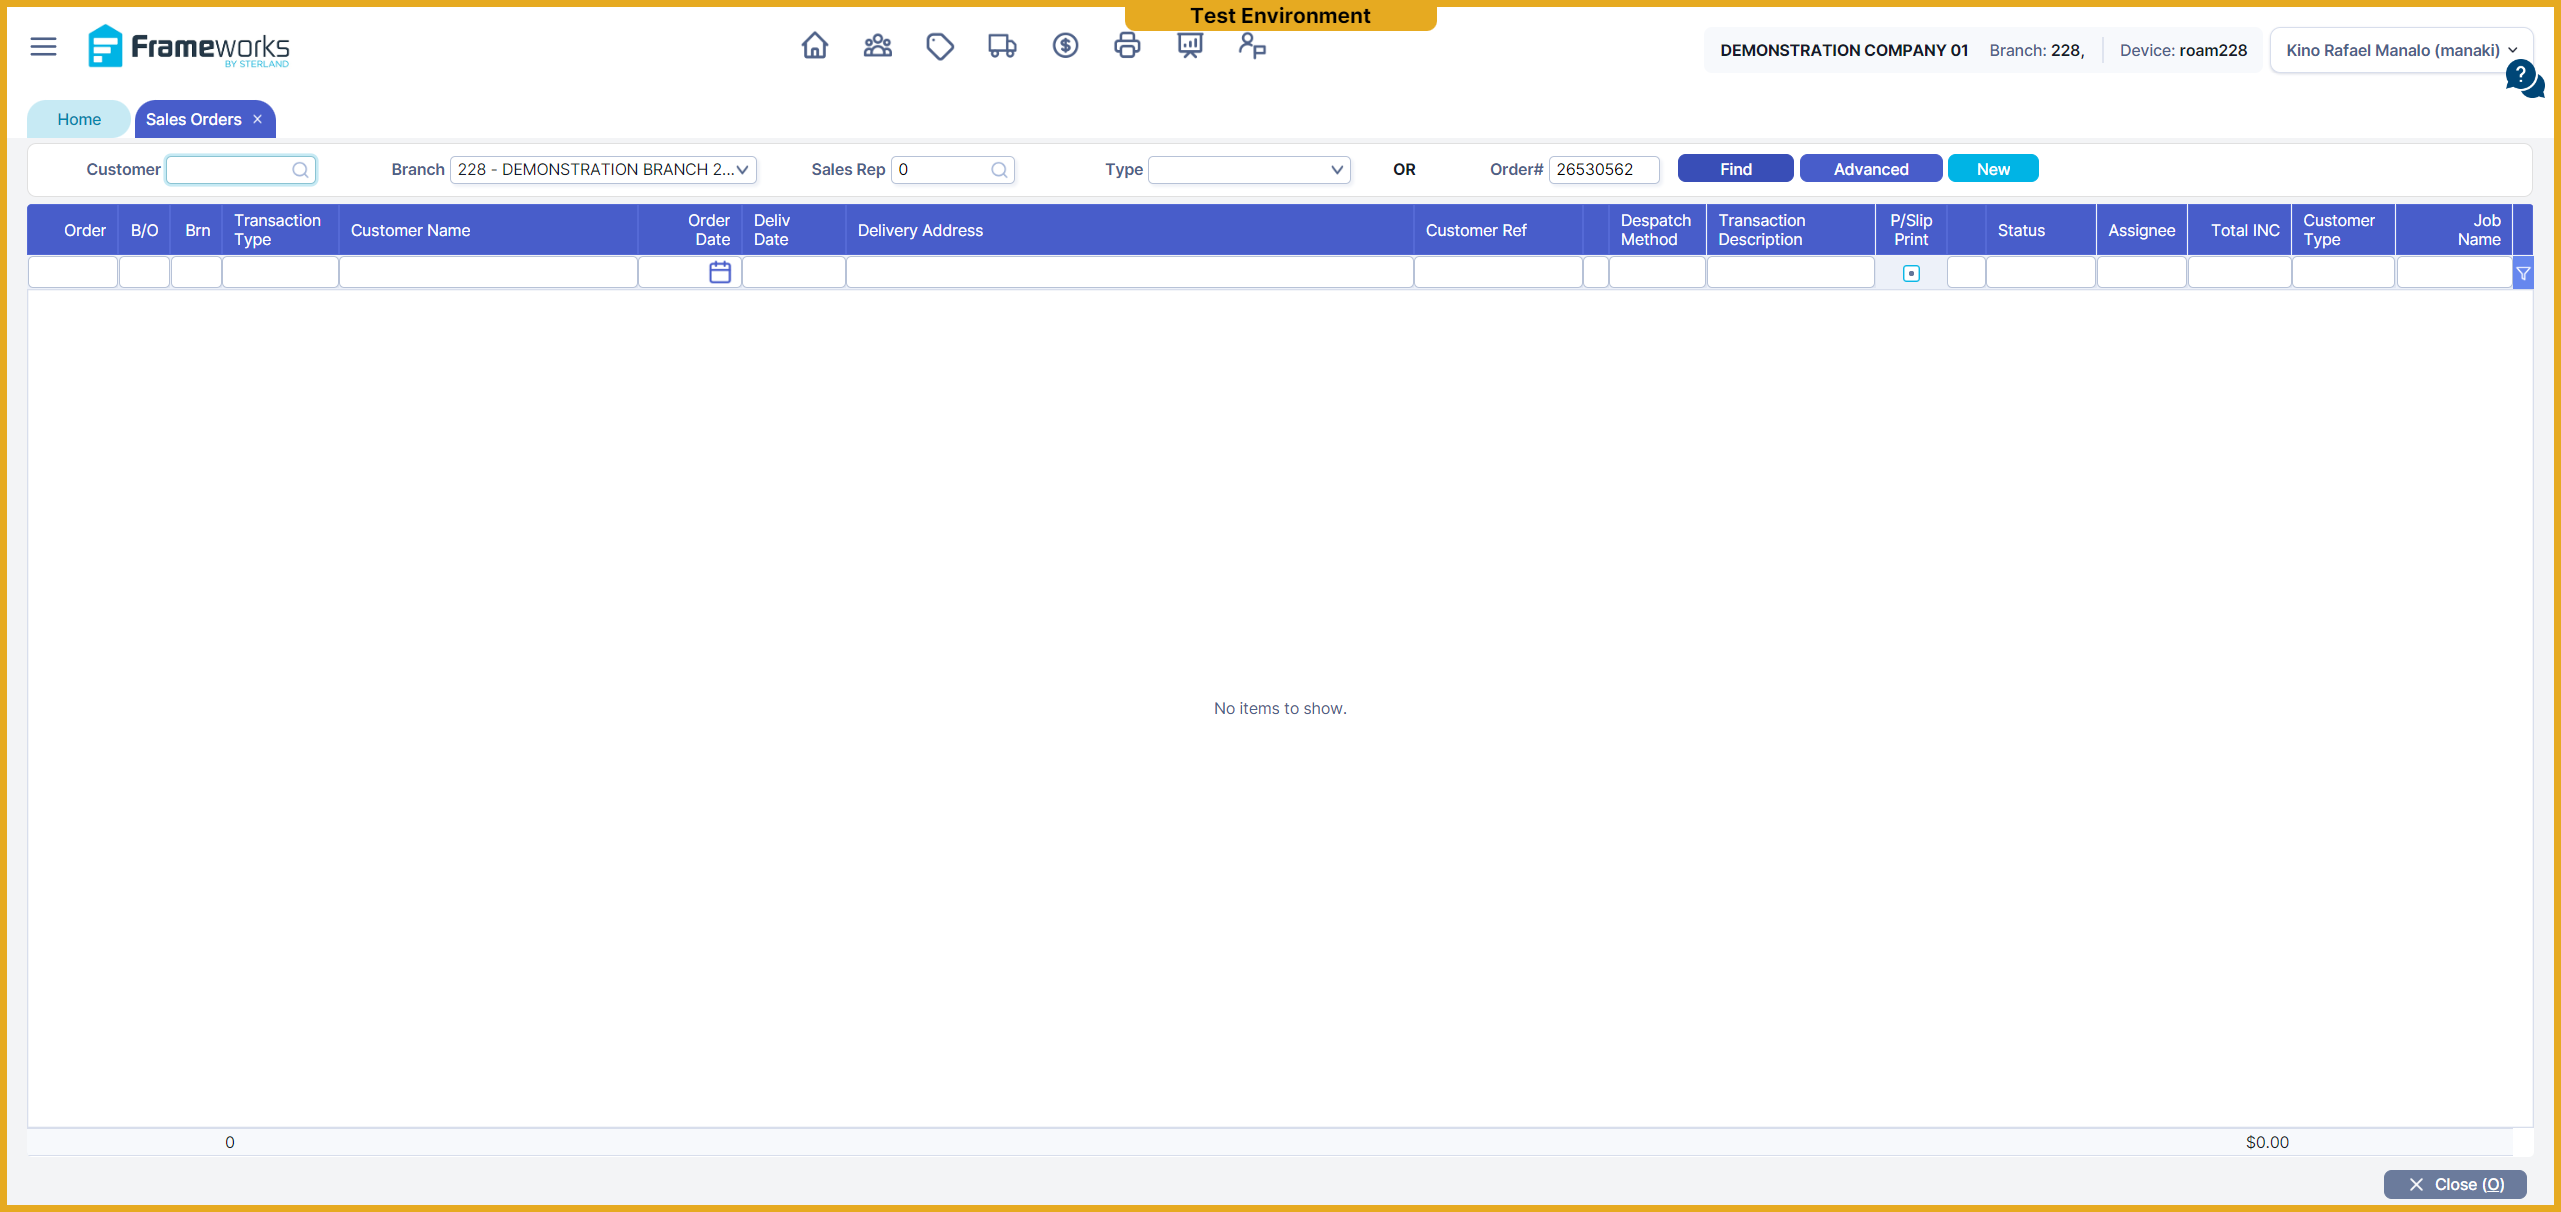 Test Environment
Frameworks
BY STERLAND
DEMONSTRATION COMPANY 01 Branch: 228, Device: roam228 Kino Rafael Manalo (manaki)
?
Home Sales Orders ×
Customer Branch 228 - DEMONSTRATION BRANCH 2... Sales Rep 0 Type OR Order# 26530562 Find Advanced New
Order B/O Brn Transaction Type Customer Name Order Date Deliv Date Delivery Address Customer Ref Despatch Method Transaction Description P/Slip Print Status Assignee Total INC Customer Type Job Name
No items to show.
0 $0.00
Close (O)